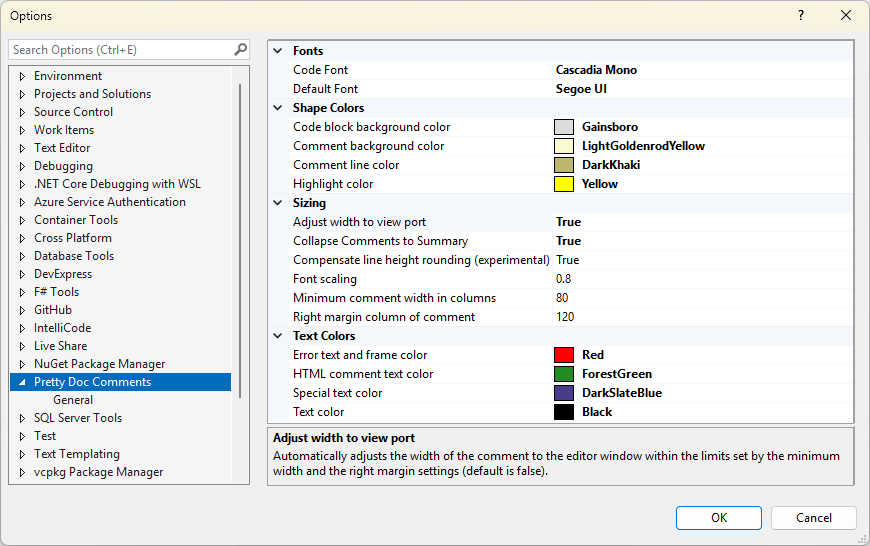 Options
?
Search Options (Ctrl+E)
Environment
Projects and Solutions
Source Control
Work Items
Text Editor
Debugging
.NET Core Debugging with WSL
Azure Service Authentication
Container Tools
Cross Platform
Database Tools
DevExpress
F# Tools
GitHub
IntelliCode
Live Share
NuGet Package Manager
Pretty Doc Comments
General
SQL Server Tools
Test
Text Templating
vcpkg Package Manager
Fonts
Code Font Cascadia Mono
Default Font Segoe UI
Shape Colors
Code block background color Gainsboro
Comment background color LightGoldenrodYellow
Comment line color DarkKhaki
Highlight color Yellow
Sizing
Adjust width to view port True
Collapse Comments to Summary True
Compensate line height rounding (experimental) True
Font scaling 0.8
Minimum comment width in columns 80
Right margin column of comment 120
Text Colors
Error text and frame color Red
HTML comment text color ForestGreen
Special text color DarkSlateBlue
Text color Black
Adjust width to view port
Automatically adjusts the width of the comment to the editor window within the limits set by the minimum
width and the right margin settings (default is false).
OK Cancel